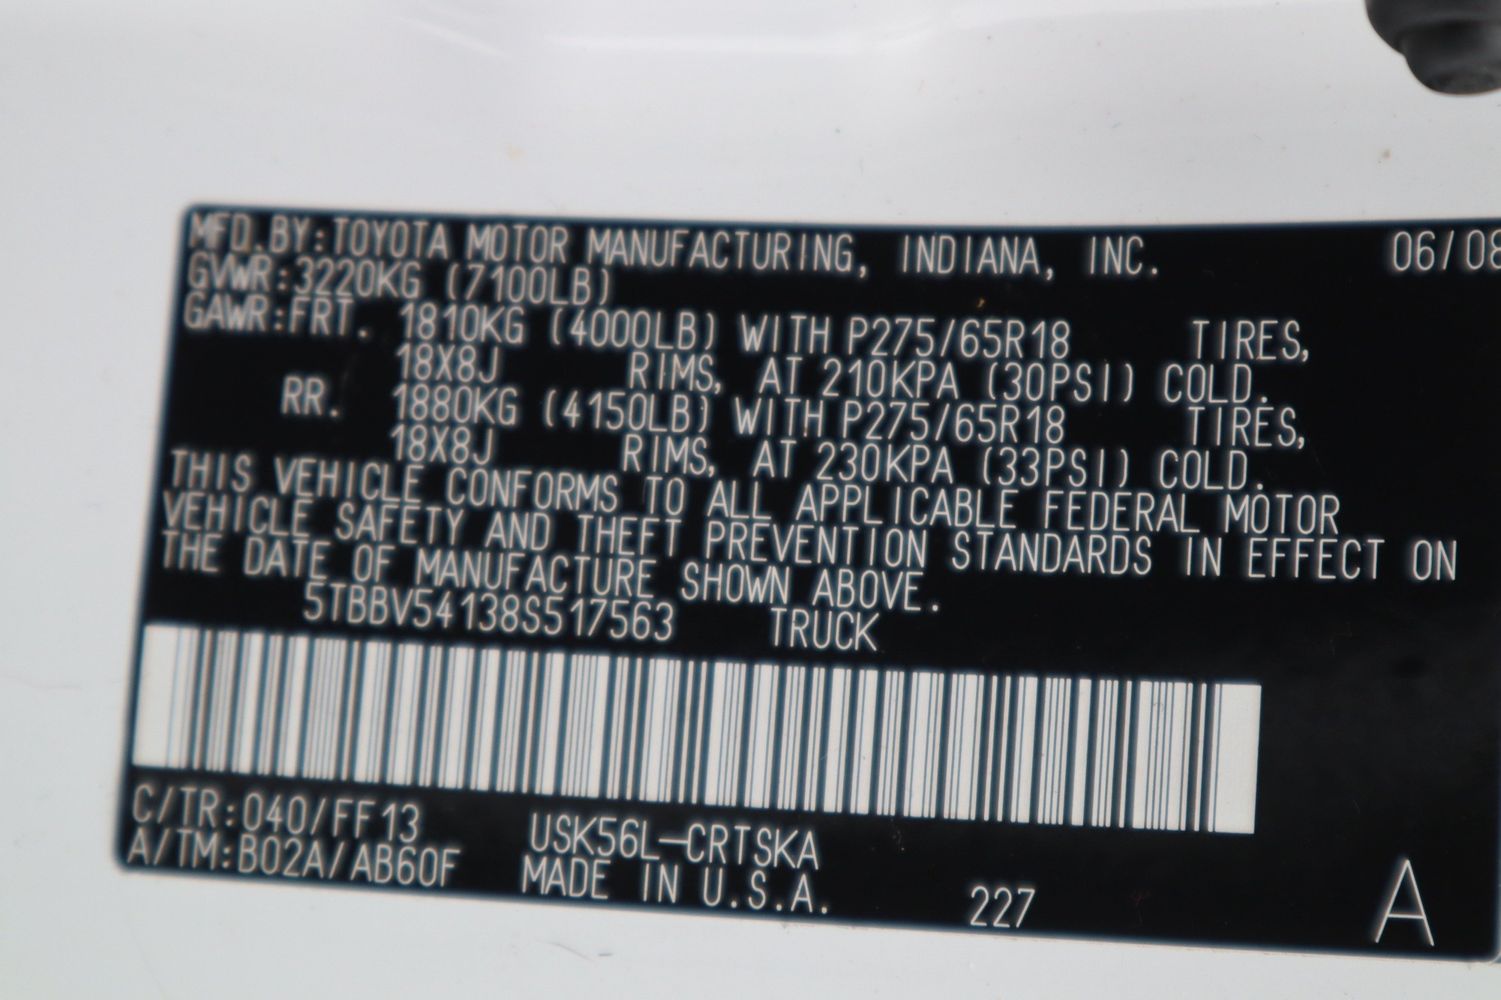 MFD.BY:TOYOTA MOTOR MANUFACTURING, INDIANA, INC. 06/08
GVWR:3220KG (7100LB)
GAWR:FRT. 1810KG (4000LB) WITH P275/65R18 TIRES,
18X8J RIMS, AT 210KPA (30PSI) COLD.
RR. 1880KG (4150LB) WITH P275/65R18 TIRES,
18X8J RIMS, AT 230KPA (33PSI) COLD.
THIS VEHICLE CONFORMS TO ALL APPLICABLE FEDERAL MOTOR
VEHICLE SAFETY AND THEFT PREVENTION STANDARDS IN EFFECT ON
THE DATE OF MANUFACTURE SHOWN ABOVE.
5TBBV54138S517563 TRUCK
C/TR:040/FF13 USK56L-CRTSKA
A/TM:B02A/AB60F MADE IN U.S.A. 227 A